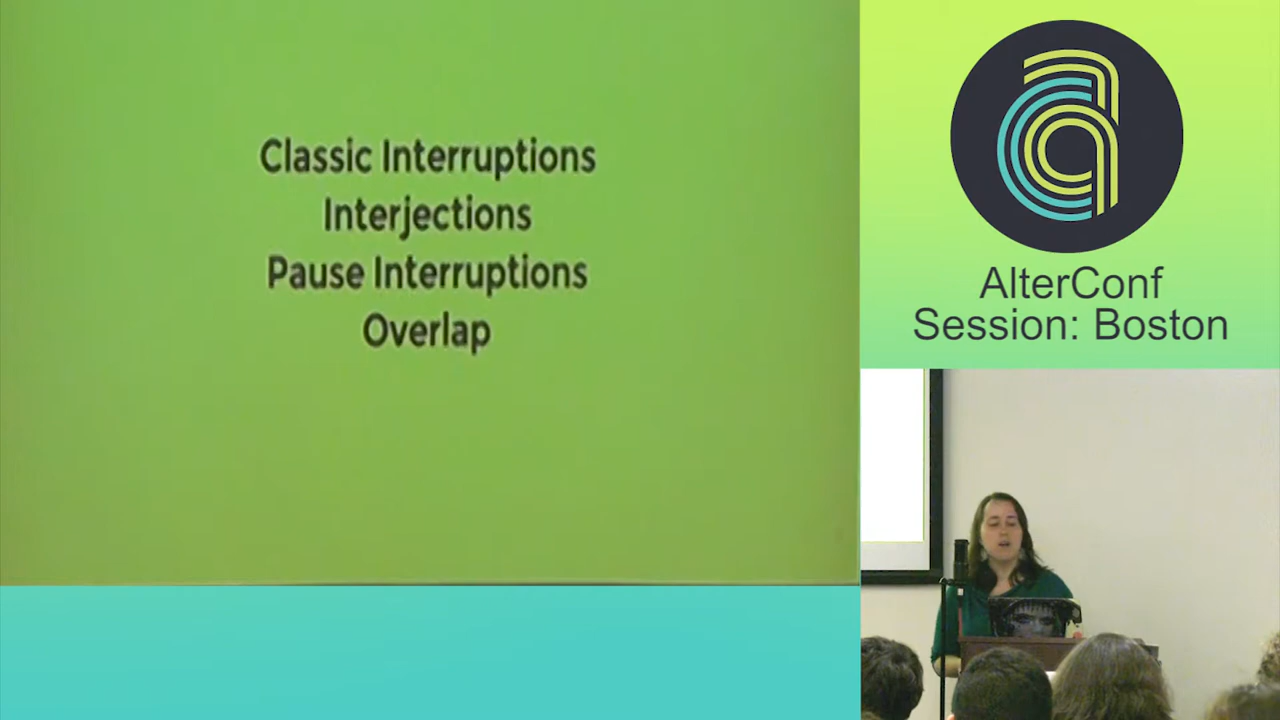 Classic Interruptions
Interjections
Pause Interruptions
Overlap
AlterConf
Session: Boston